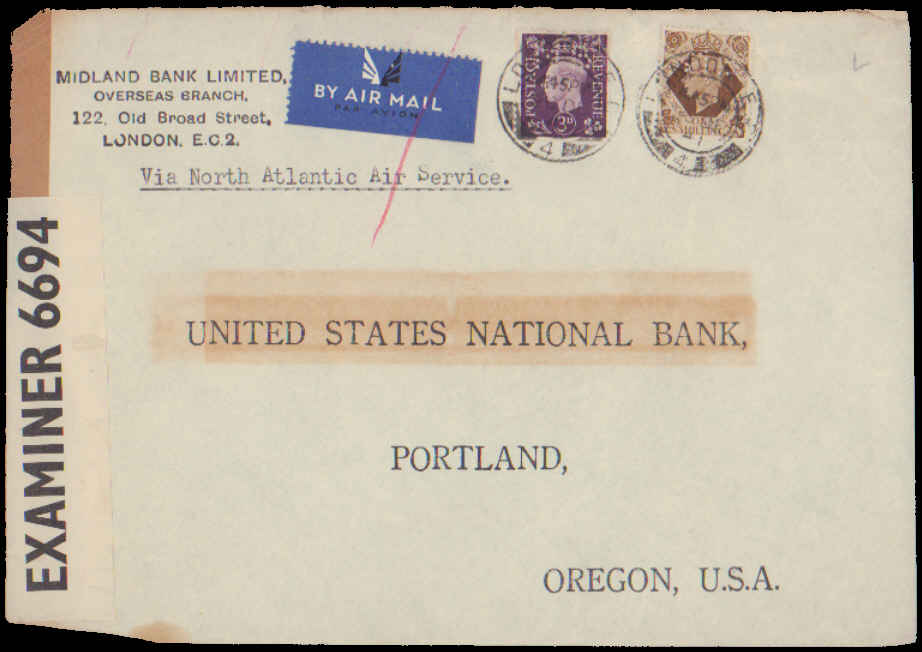 MIDLAND BANK LIMITED,
OVERSEAS BRANCH,
122, Old Broad Street,
LONDON, E.C.2.
BY AIR MAIL
PAR AVION
POSTAGE
REVENUE
3D
Via North Atlantic Air Service.
EXAMINER 6694
UNITED STATES NATIONAL BANK,
PORTLAND,
OREGON, U.S.A.